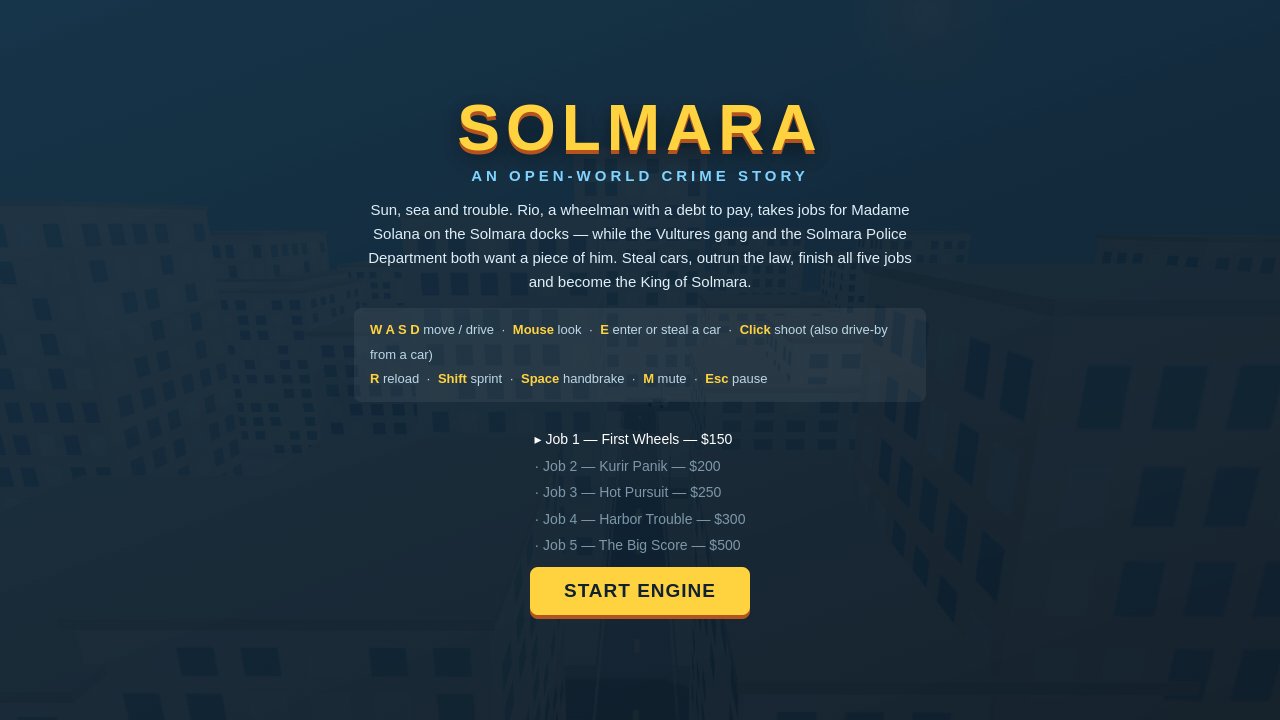 SOLMARA
AN OPEN-WORLD CRIME STORY
Sun, sea and trouble. Rio, a wheelman with a debt to pay, takes jobs for Madame
Solana on the Solmara docks — while the Vultures gang and the Solmara Police
Department both want a piece of him. Steal cars, outrun the law, finish all five jobs
and become the King of Solmara.
W A S D move / drive · Mouse look · E enter or steal a car · Click shoot (also drive-by
from a car)
R reload · Shift sprint · Space handbrake · M mute · Esc pause
▸ Job 1 — First Wheels — $150
· Job 2 — Kurir Panik — $200
· Job 3 — Hot Pursuit — $250
· Job 4 — Harbor Trouble — $300
· Job 5 — The Big Score — $500
START ENGINE